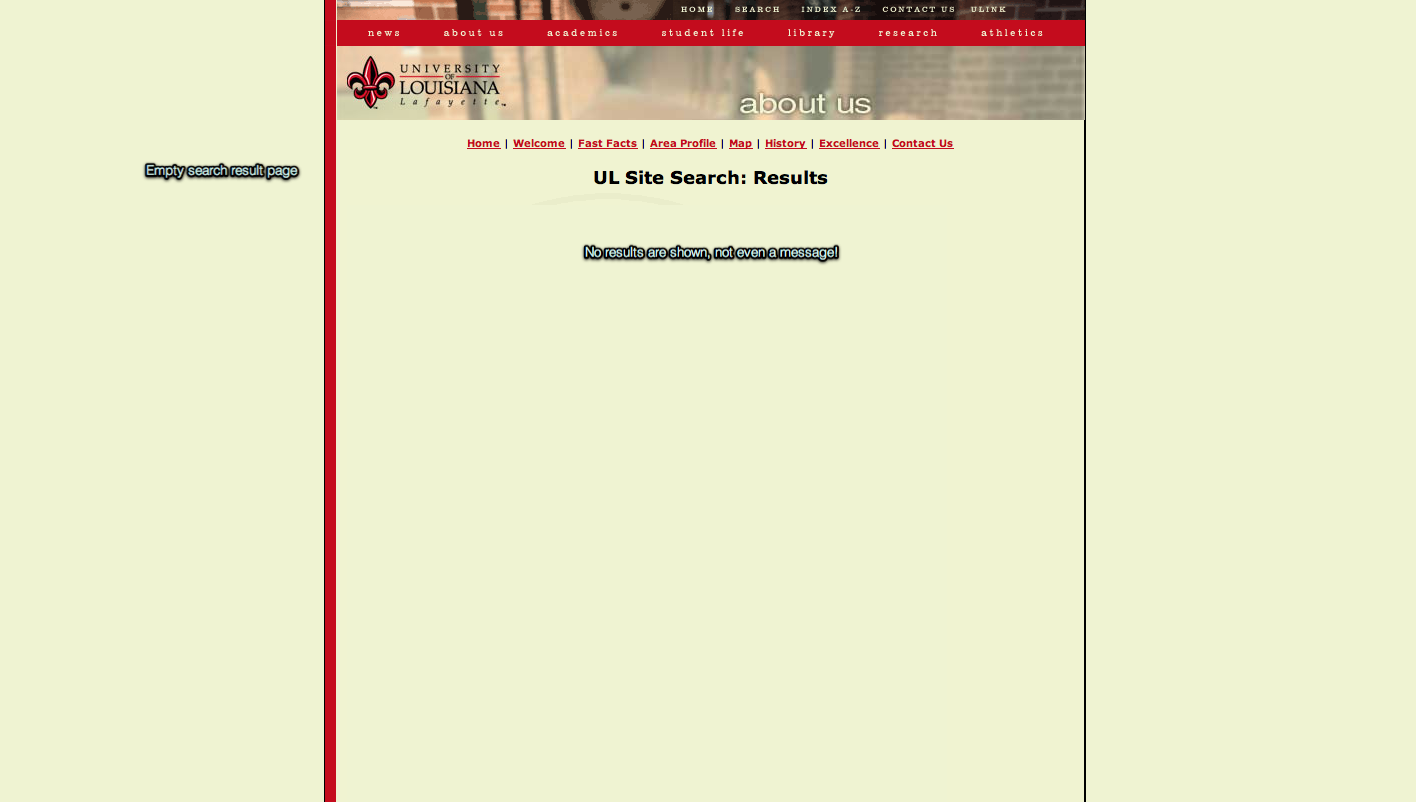 HOME SEARCH INDEX A-Z CONTACT US ULINK
news about us academics student life library research athletics
UNIVERSITY
OF
LOUISIANA
Lafayette™
about us
Home | Welcome | Fast Facts | Area Profile | Map | History | Excellence | Contact Us
Empty search result page
UL Site Search: Results
No results are shown, not even a message!